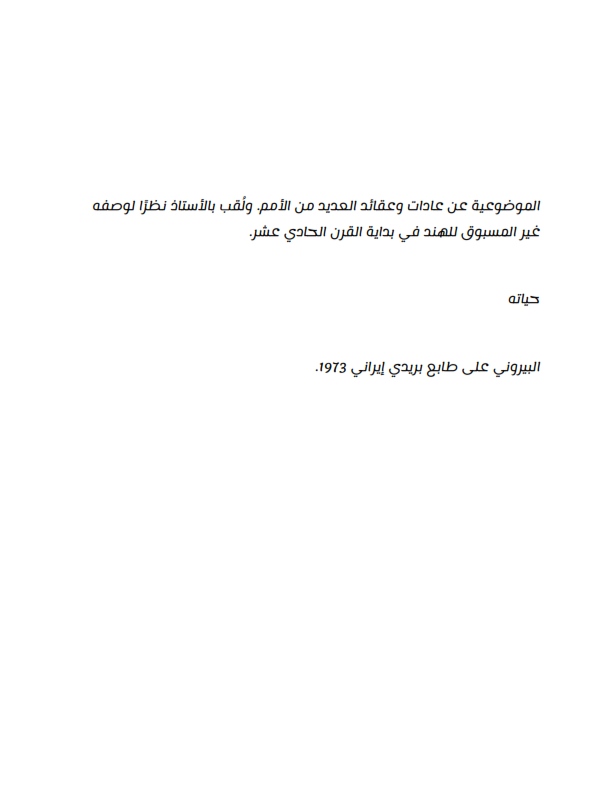 الموضوعية عن عادات وعقائد العديد من الأمم. ولُقب بالأستاذ نظرًا لوصفه
غير المسبوق للهند في بداية القرن الحادي عشر.
حياته
البيروني على طابع بريدي إيراني 1973.